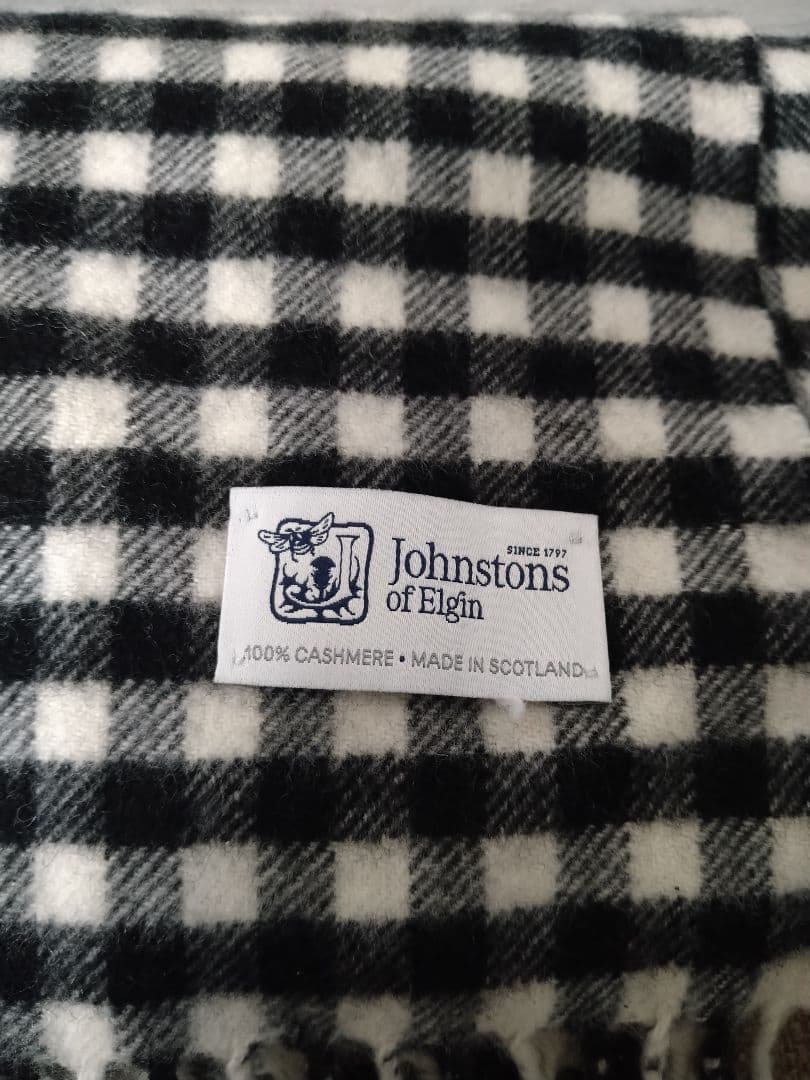 SINCE 1797
Johnstons
of Elgin
100% CASHMERE • MADE IN SCOTLAND